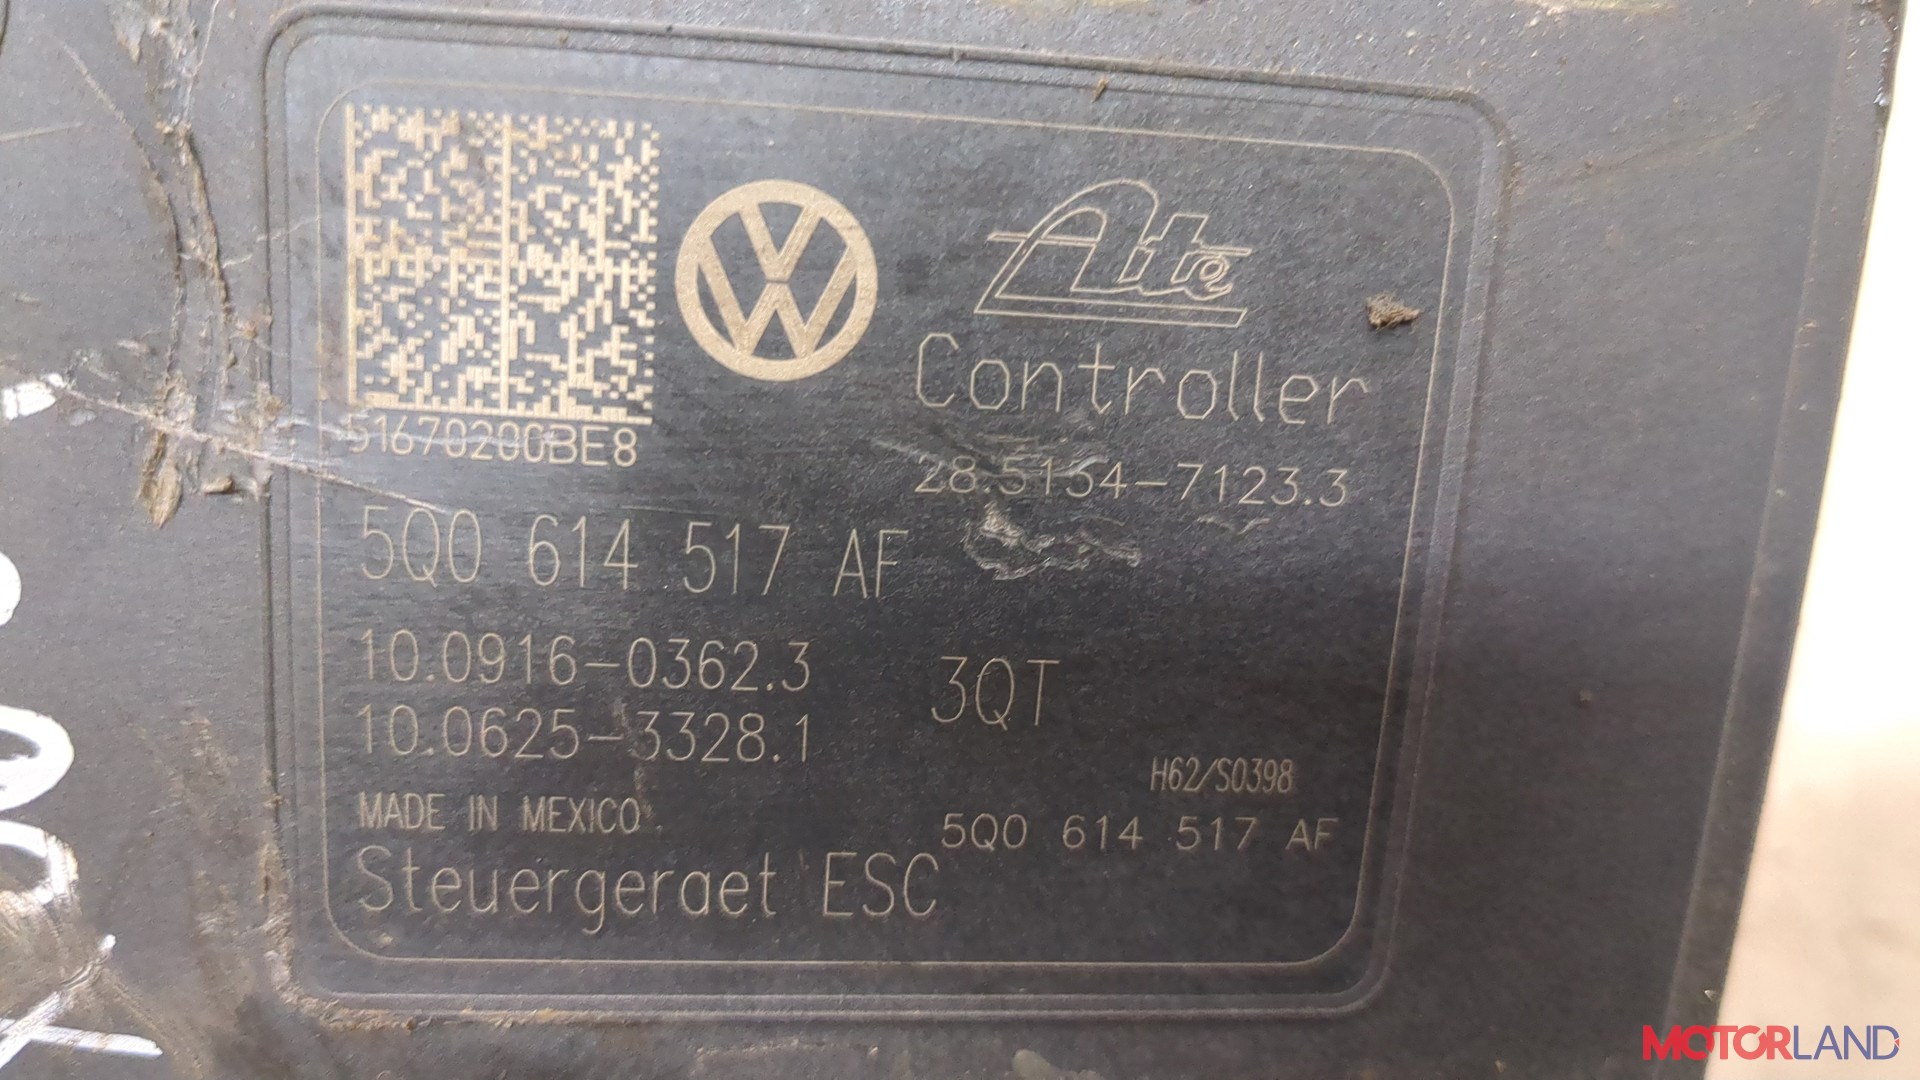 Ate
Controller
51670200BE8
28.5154-7123.3
5Q0 614 517 AF
10.0916-0362.3
3QT
10.0625-3328.1
H62/S0398
MADE IN MEXICO
5Q0 614 517 AF
Steuergeraet ESC
MOTORLAND